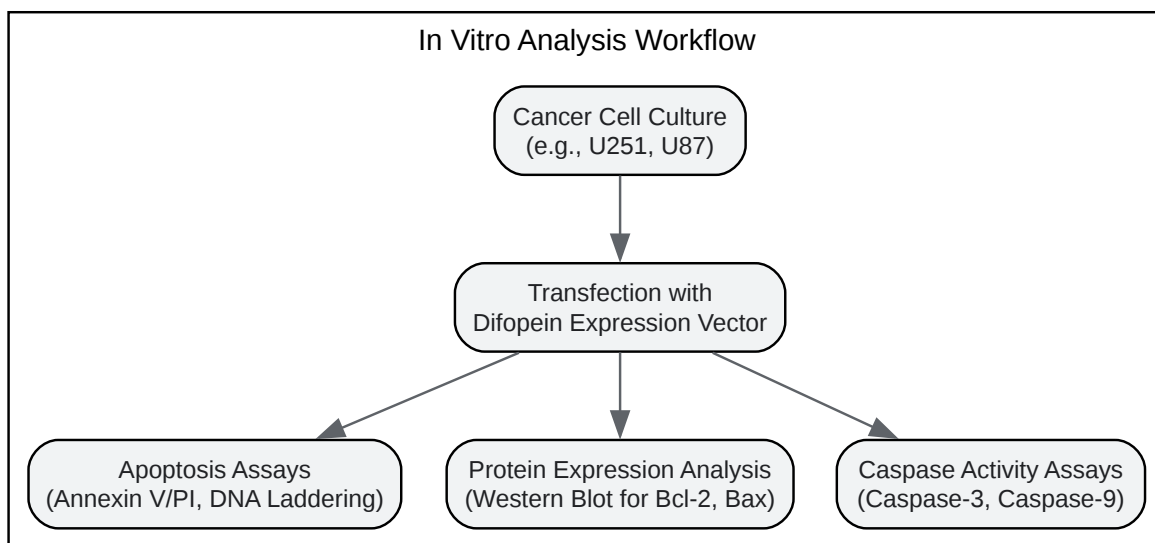 In Vitro Analysis Workflow
Cancer Cell Culture
(e.g., U251, U87)
Transfection with
Difopein Expression Vector
Apoptosis Assays
(Annexin V/PI, DNA Laddering)
Protein Expression Analysis
(Western Blot for Bcl-2, Bax)
Caspase Activity Assays
(Caspase-3, Caspase-9)